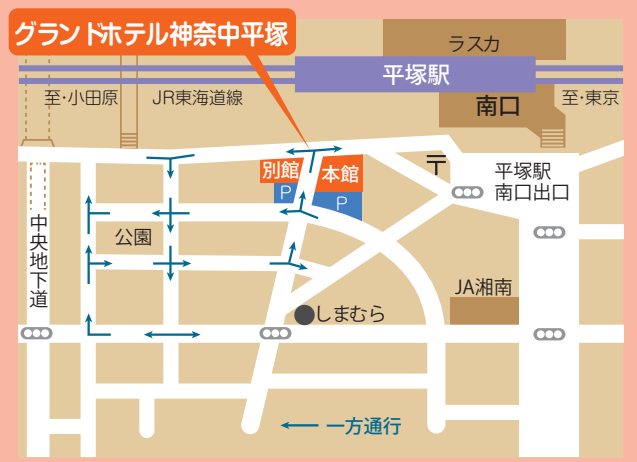 グランドホテル神奈中平塚
ラスカ
平塚駅
至・小田原
JR東海道線
南口
至・東京
別館
本館
P
P
〒
平塚駅
南口出口
中央地下道
公園
JA湘南
しまむら
一方通行